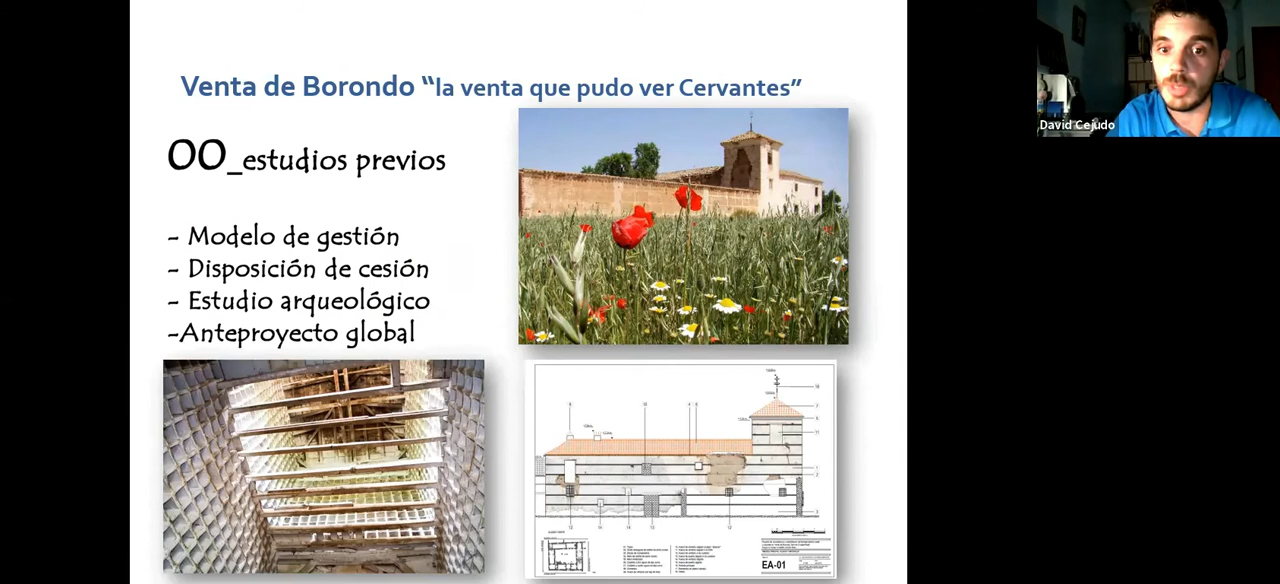 Venta de Borondo “la venta que pudo ver Cervantes”
00_estudios previos
- Modelo de gestión
- Disposición de cesión
- Estudio arqueológico
-Anteproyecto global
EA-01
David Cejudo